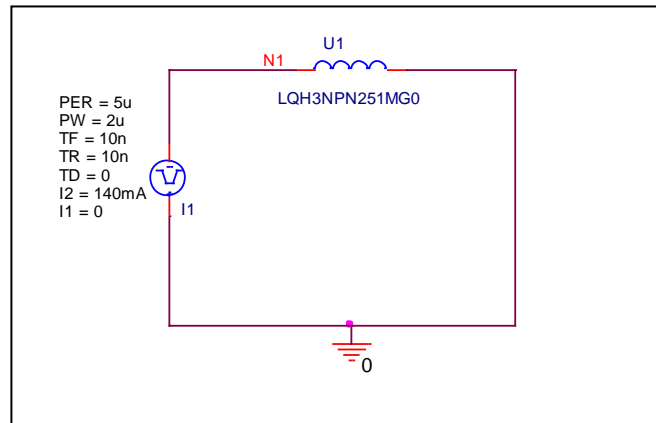 U1
N1
LQH3NPN251MG0
PER = 5u
PW = 2u
TF = 10n
TR = 10n
TD = 0
I2 = 140mA
I1 = 0
I1
0